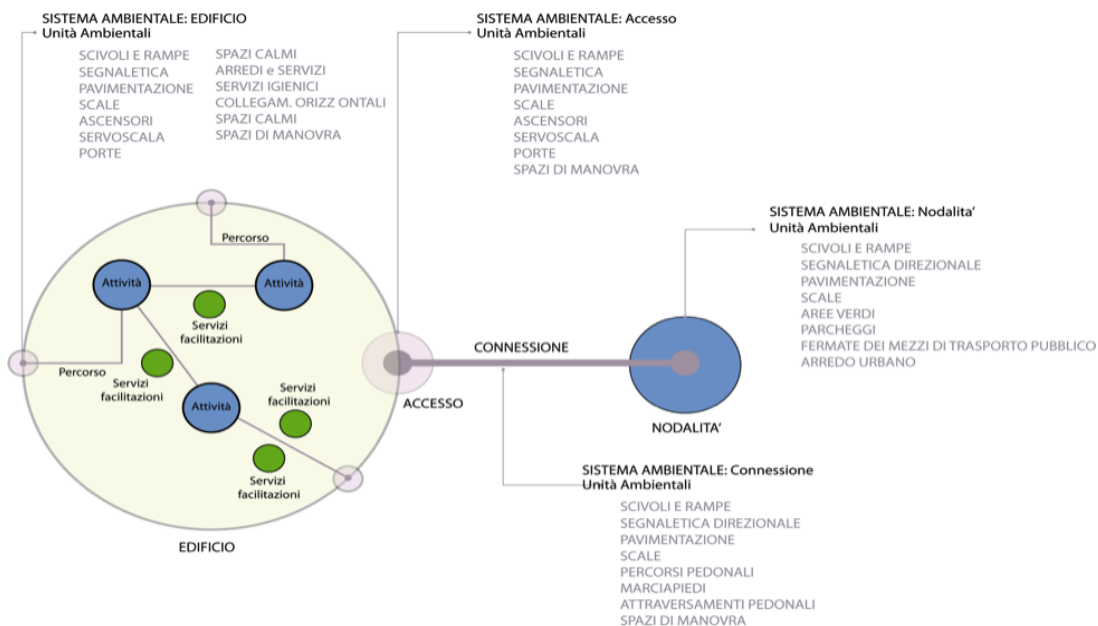 SISTEMA AMBIENTALE: EDIFICIO
Unità Ambientali
SCIVOLI E RAMPE
SEGNALETICA
PAVIMENTAZIONE
SCALE
ASCENSORI
SERVOSCALA
PORTE
SPAZI CALMI
ARREDI e SERVIZI
SERVIZI IGIENICI
COLLEGAM. ORIZZ ONTALI
SPAZI CALMI
SPAZI DI MANOVRA
SISTEMA AMBIENTALE: Accesso
Unità Ambientali
SCIVOLI E RAMPE
SEGNALETICA
PAVIMENTAZIONE
SCALE
ASCENSORI
SERVOSCALA
PORTE
SPAZI DI MANOVRA
SISTEMA AMBIENTALE: Nodalita'
Unità Ambientali
SCIVOLI E RAMPE
SEGNALETICA DIREZIONALE
PAVIMENTAZIONE
SCALE
AREE VERDI
PARCHEGGI
FERMATE DEI MEZZI DI TRASPORTO PUBBLICO
ARREDO URBANO
Percorso
Attività
Attività
Servizi
facilitazioni
Percorso
Servizi
facilitazioni
Attività
Servizi
facilitazioni
Servizi
facilitazioni
EDIFICIO
CONNESSIONE
ACCESSO
NODALITA'
SISTEMA AMBIENTALE: Connessione
Unità Ambientali
SCIVOLI E RAMPE
SEGNALETICA DIREZIONALE
PAVIMENTAZIONE
SCALE
PERCORSI PEDONALI
MARCIAPIEDI
ATTRAVERSAMENTI PEDONALI
SPAZI DI MANOVRA